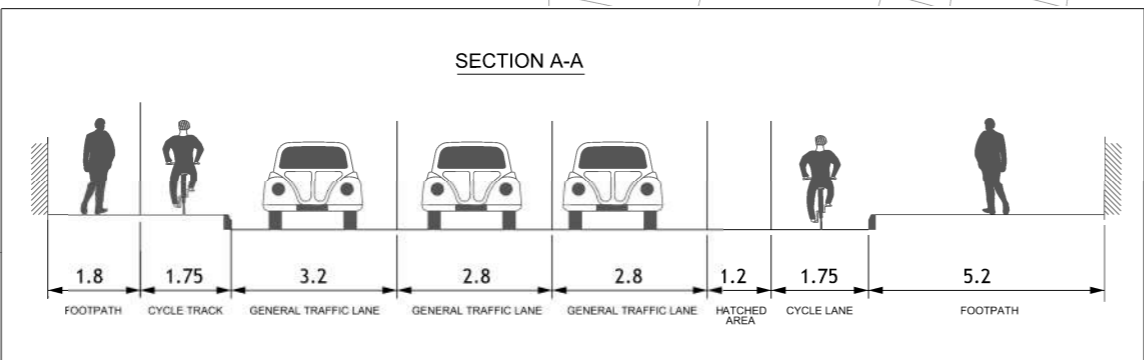 SECTION A-A
1.8 1.75 3.2 2.8 2.8 1.2 1.75 5.2
FOOTPATH CYCLE TRACK GENERAL TRAFFIC LANE GENERAL TRAFFIC LANE GENERAL TRAFFIC LANE HATCHED CYCLE LANE FOOTPATH
AREA